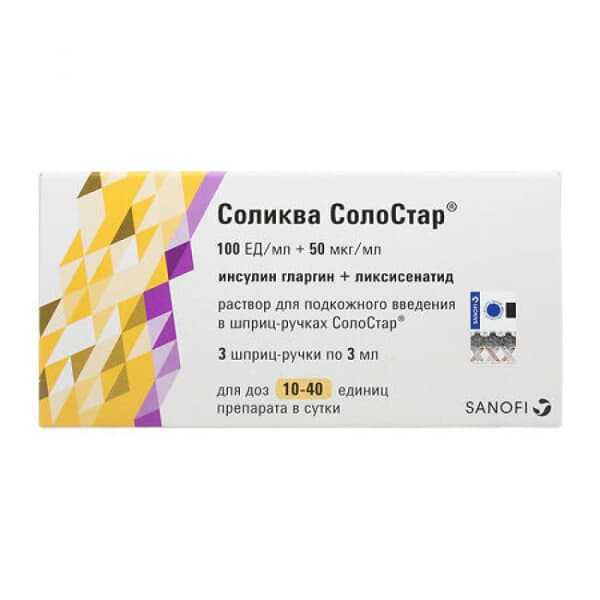 Соликва СолоСтар®
100 ЕД/мл + 50 мкг/мл
инсулин гларгин + ликсисенатид
раствор для подкожного введения
в шприц-ручках СолоСтар®
3 шприц-ручки по 3 мл
для доз 10-40 единиц
препарата в сутки
SANOFI
SANOFI